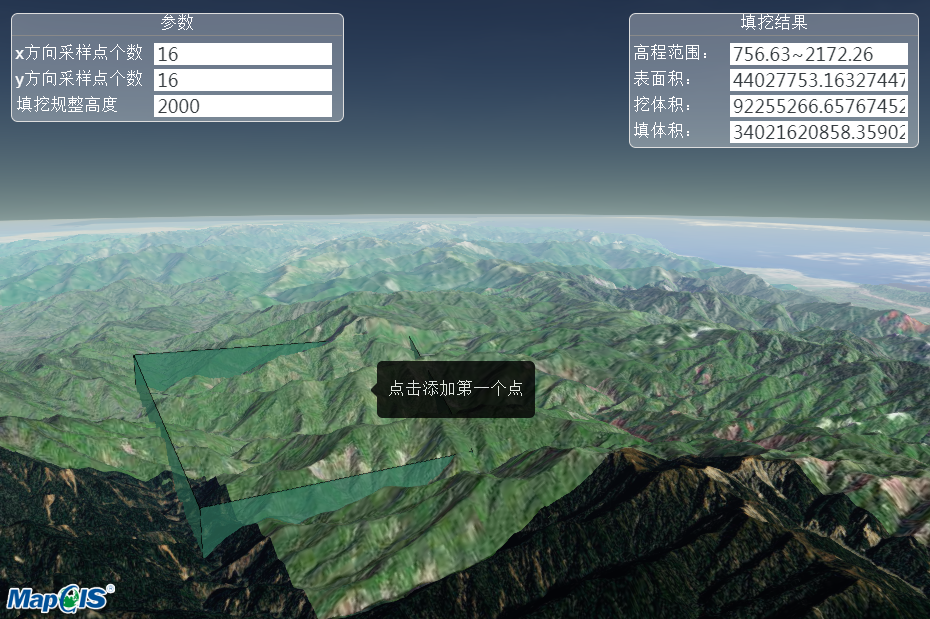 参数
x方向采样点个数 16
y方向采样点个数 16
填挖规整高度 2000
填挖结果
高程范围： 756.63~2172.26
表面积： 44027753.16327447
挖体积： 92255266.65767452
填体积： 34021620858.35902
点击添加第一个点
MapGIS®